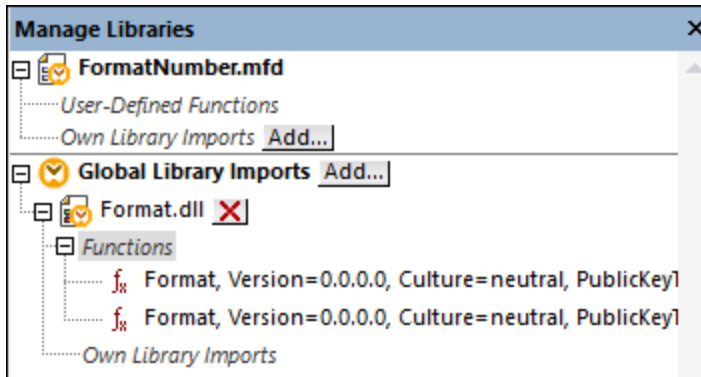 Manage Libraries
FormatNumber.mfd
User-Defined Functions
Own Library Imports Add...
Global Library Imports Add...
Format.dll
Functions
fx Format, Version=0.0.0.0, Culture=neutral, PublicKeyT
fx Format, Version=0.0.0.0, Culture=neutral, PublicKeyT
Own Library Imports